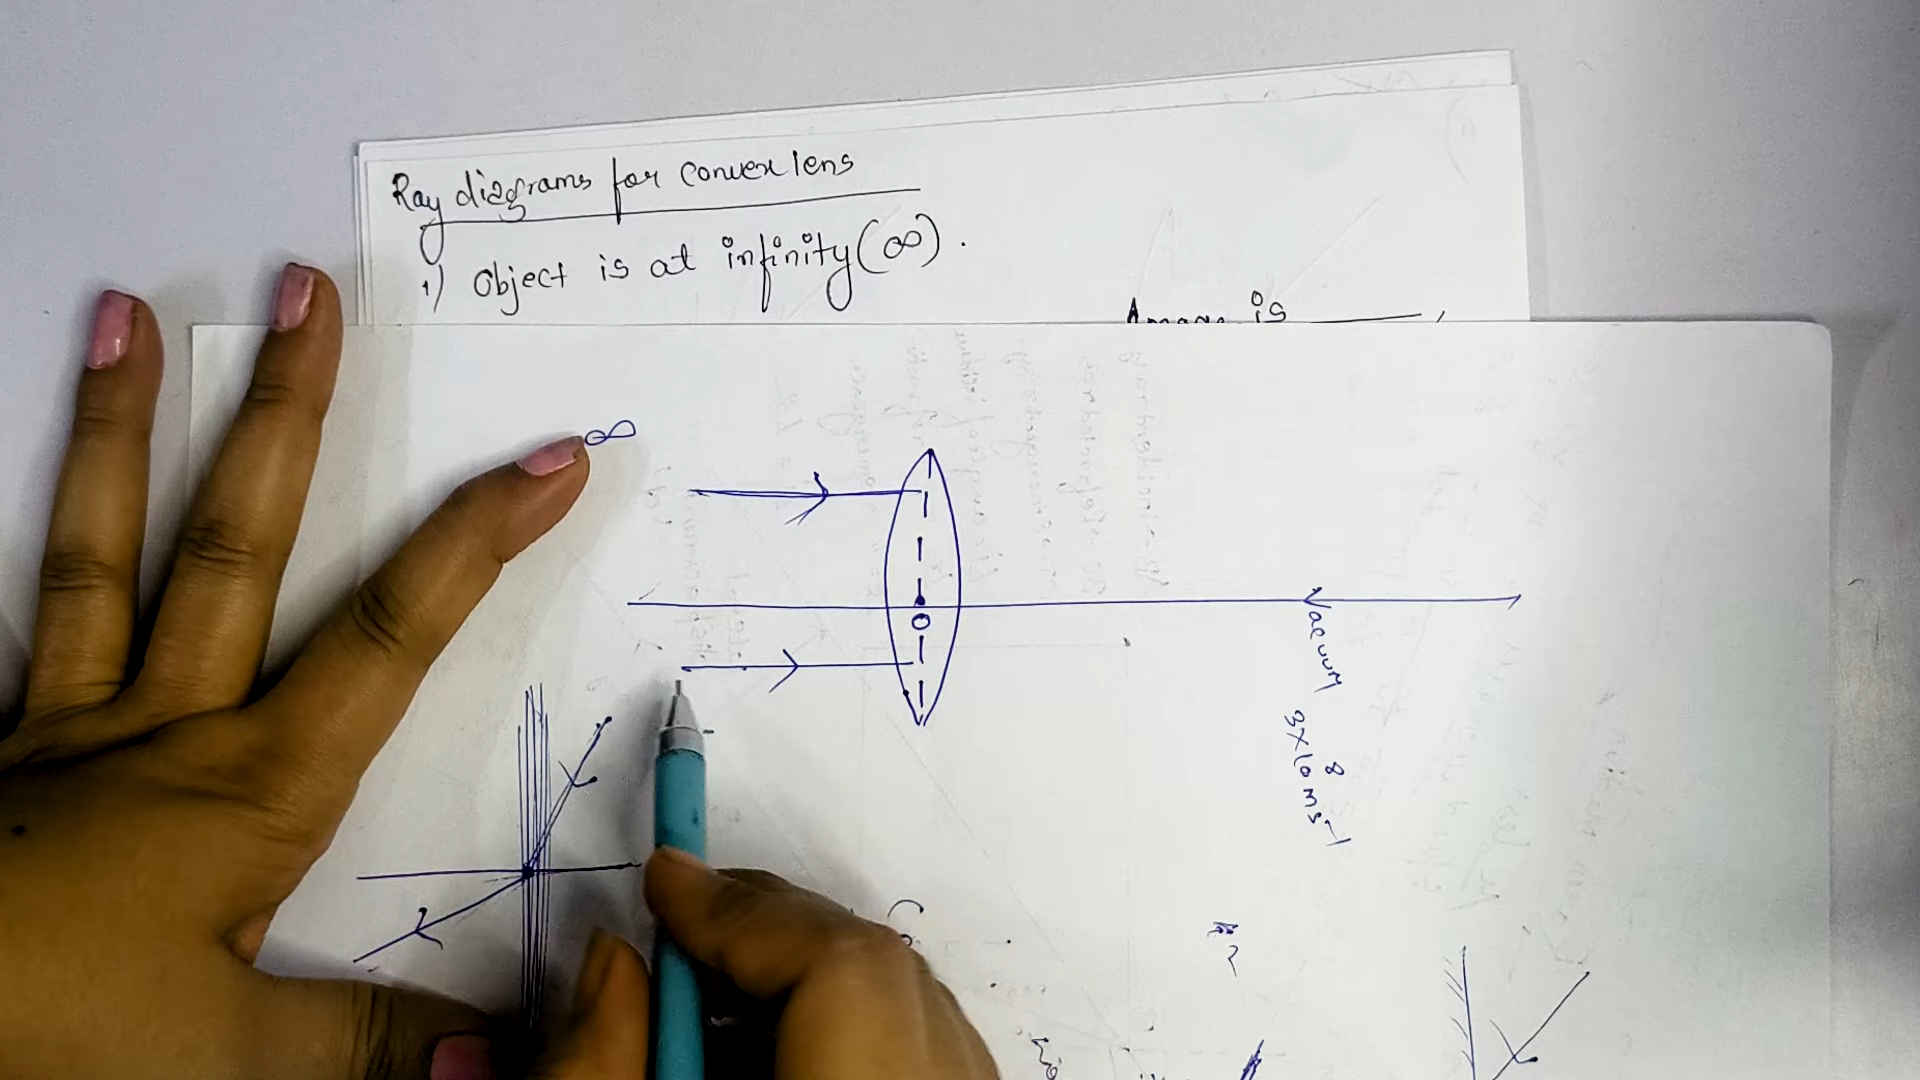 Ray diagrams for convex lens
1) Object is at infinity (∞).
Image is
∞
O
Vacuum
3×10⁸ ms⁻¹